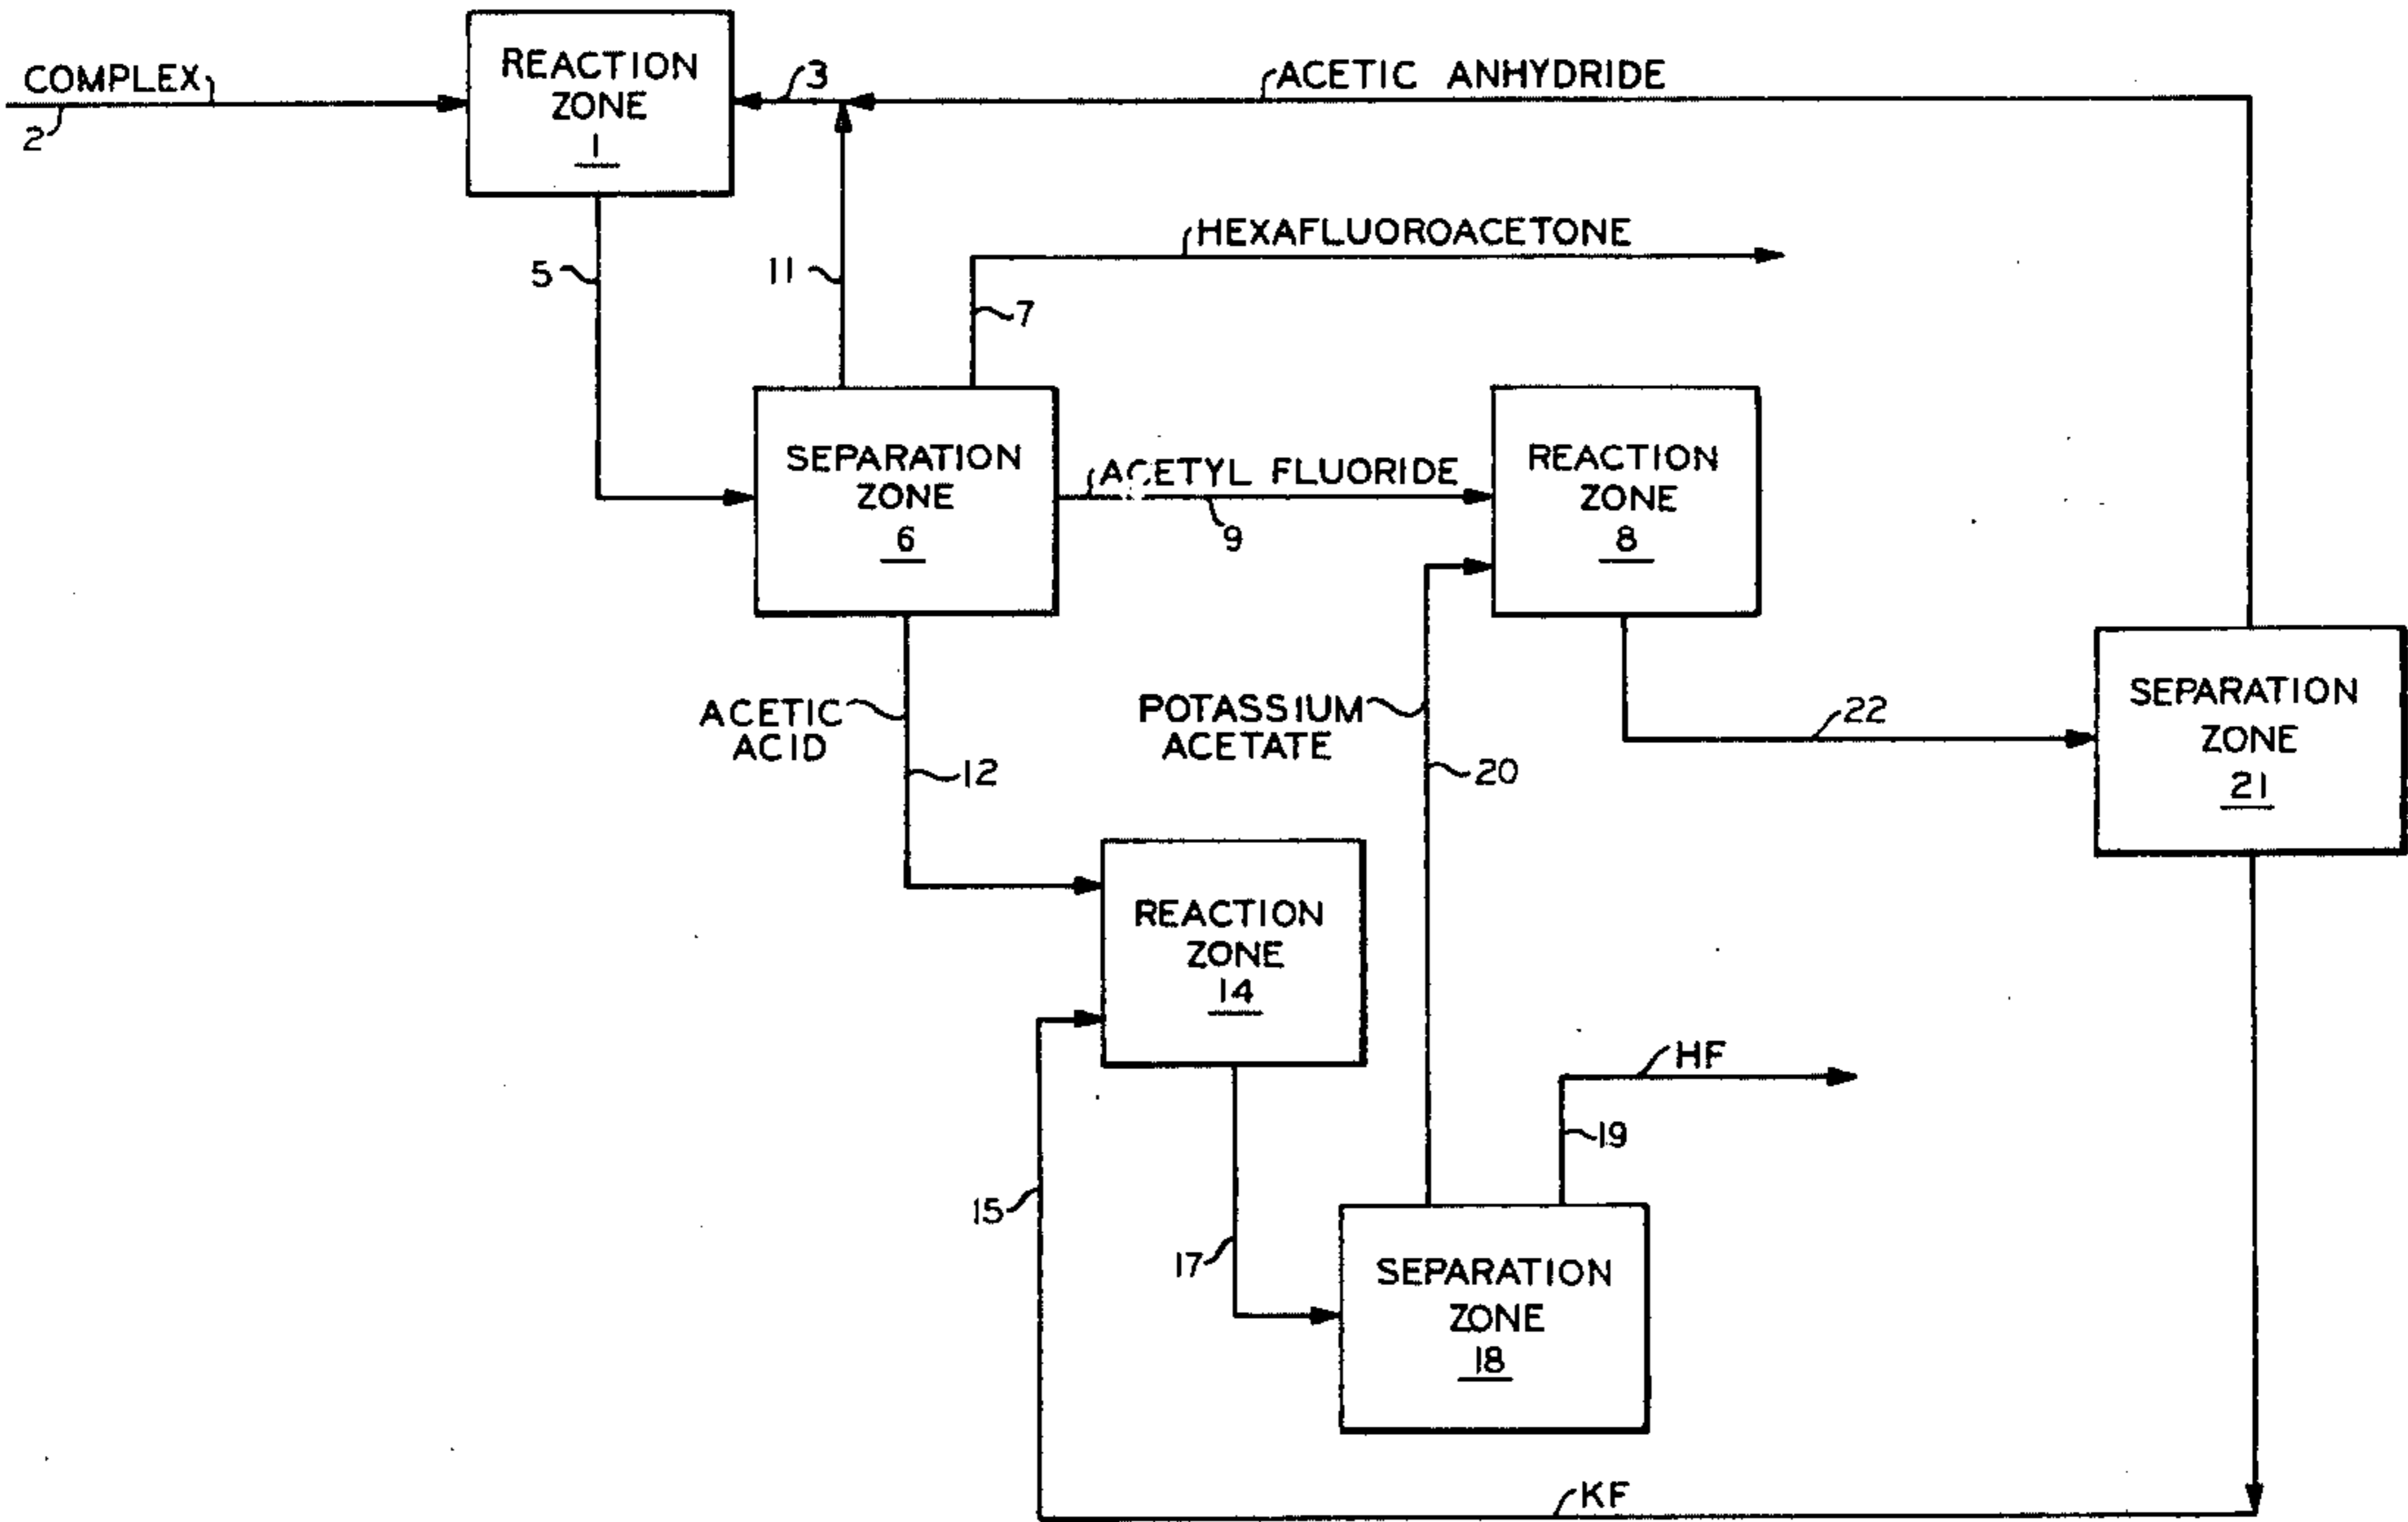 COMPLEX
2
REACTION
ZONE
1
3
ACETIC ANHYDRIDE
5
11
HEXAFLUOROACETONE
7
SEPARATION
ZONE
6
ACETYL FLUORIDE
9
REACTION
ZONE
8
ACETIC
ACID
12
POTASSIUM
ACETATE
20
22
SEPARATION
ZONE
21
REACTION
ZONE
14
15
17
HF
19
SEPARATION
ZONE
18
KF